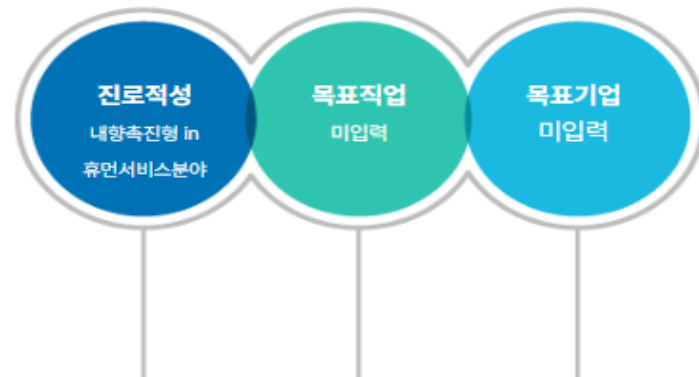 진로적성
내향촉진형 in
휴먼서비스분야
목표직업
미입력
목표기업
미입력